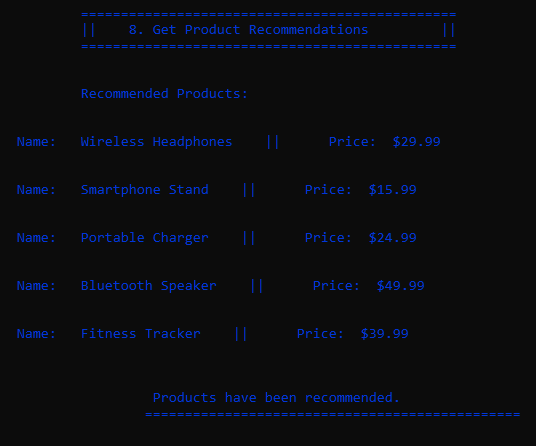 ===============================================
||    8. Get Product Recommendations         ||
===============================================
Recommended Products:
Name:   Wireless Headphones    ||      Price:  $29.99
Name:   Smartphone Stand    ||      Price:  $15.99
Name:   Portable Charger    ||      Price:  $24.99
Name:   Bluetooth Speaker    ||      Price:  $49.99
Name:   Fitness Tracker    ||      Price:  $39.99
Products have been recommended.
===============================================